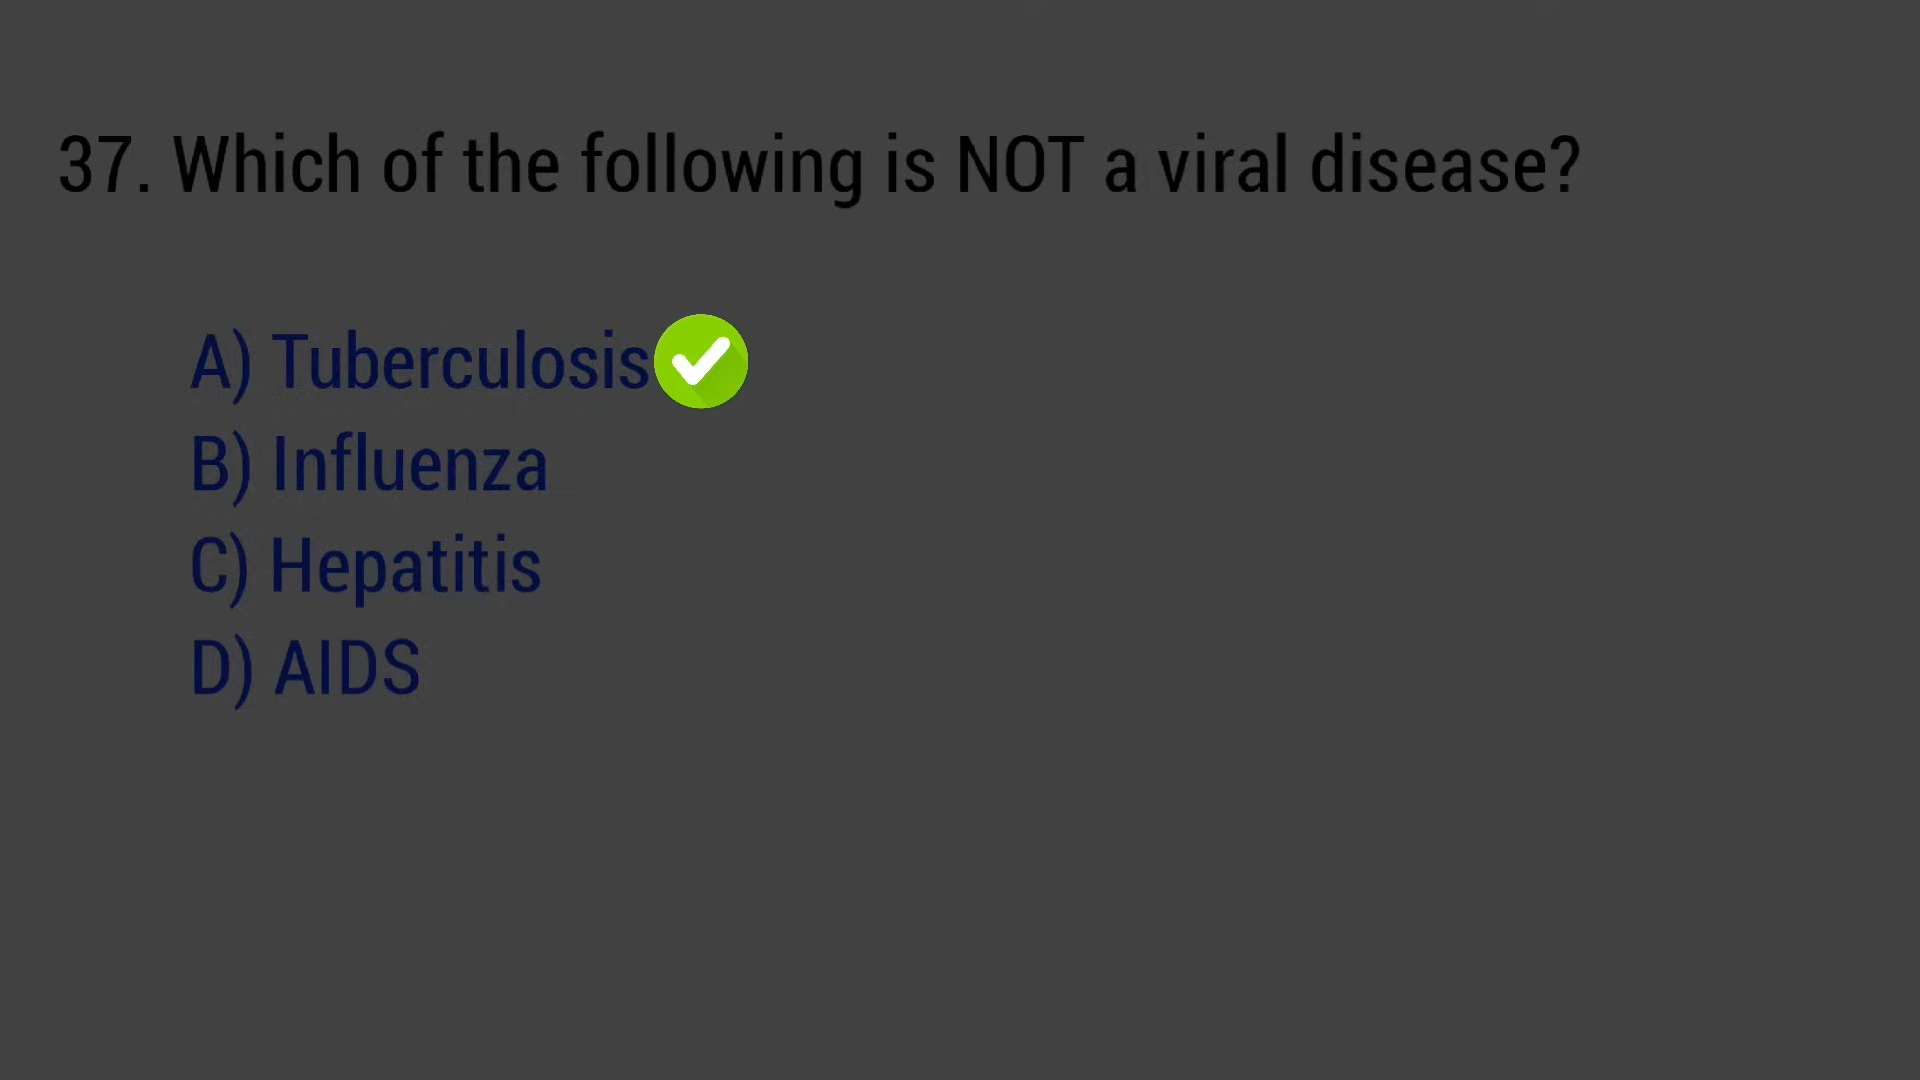 37. Which of the following is NOT a viral disease?
A) Tuberculosis
B) Influenza
C) Hepatitis
D) AIDS